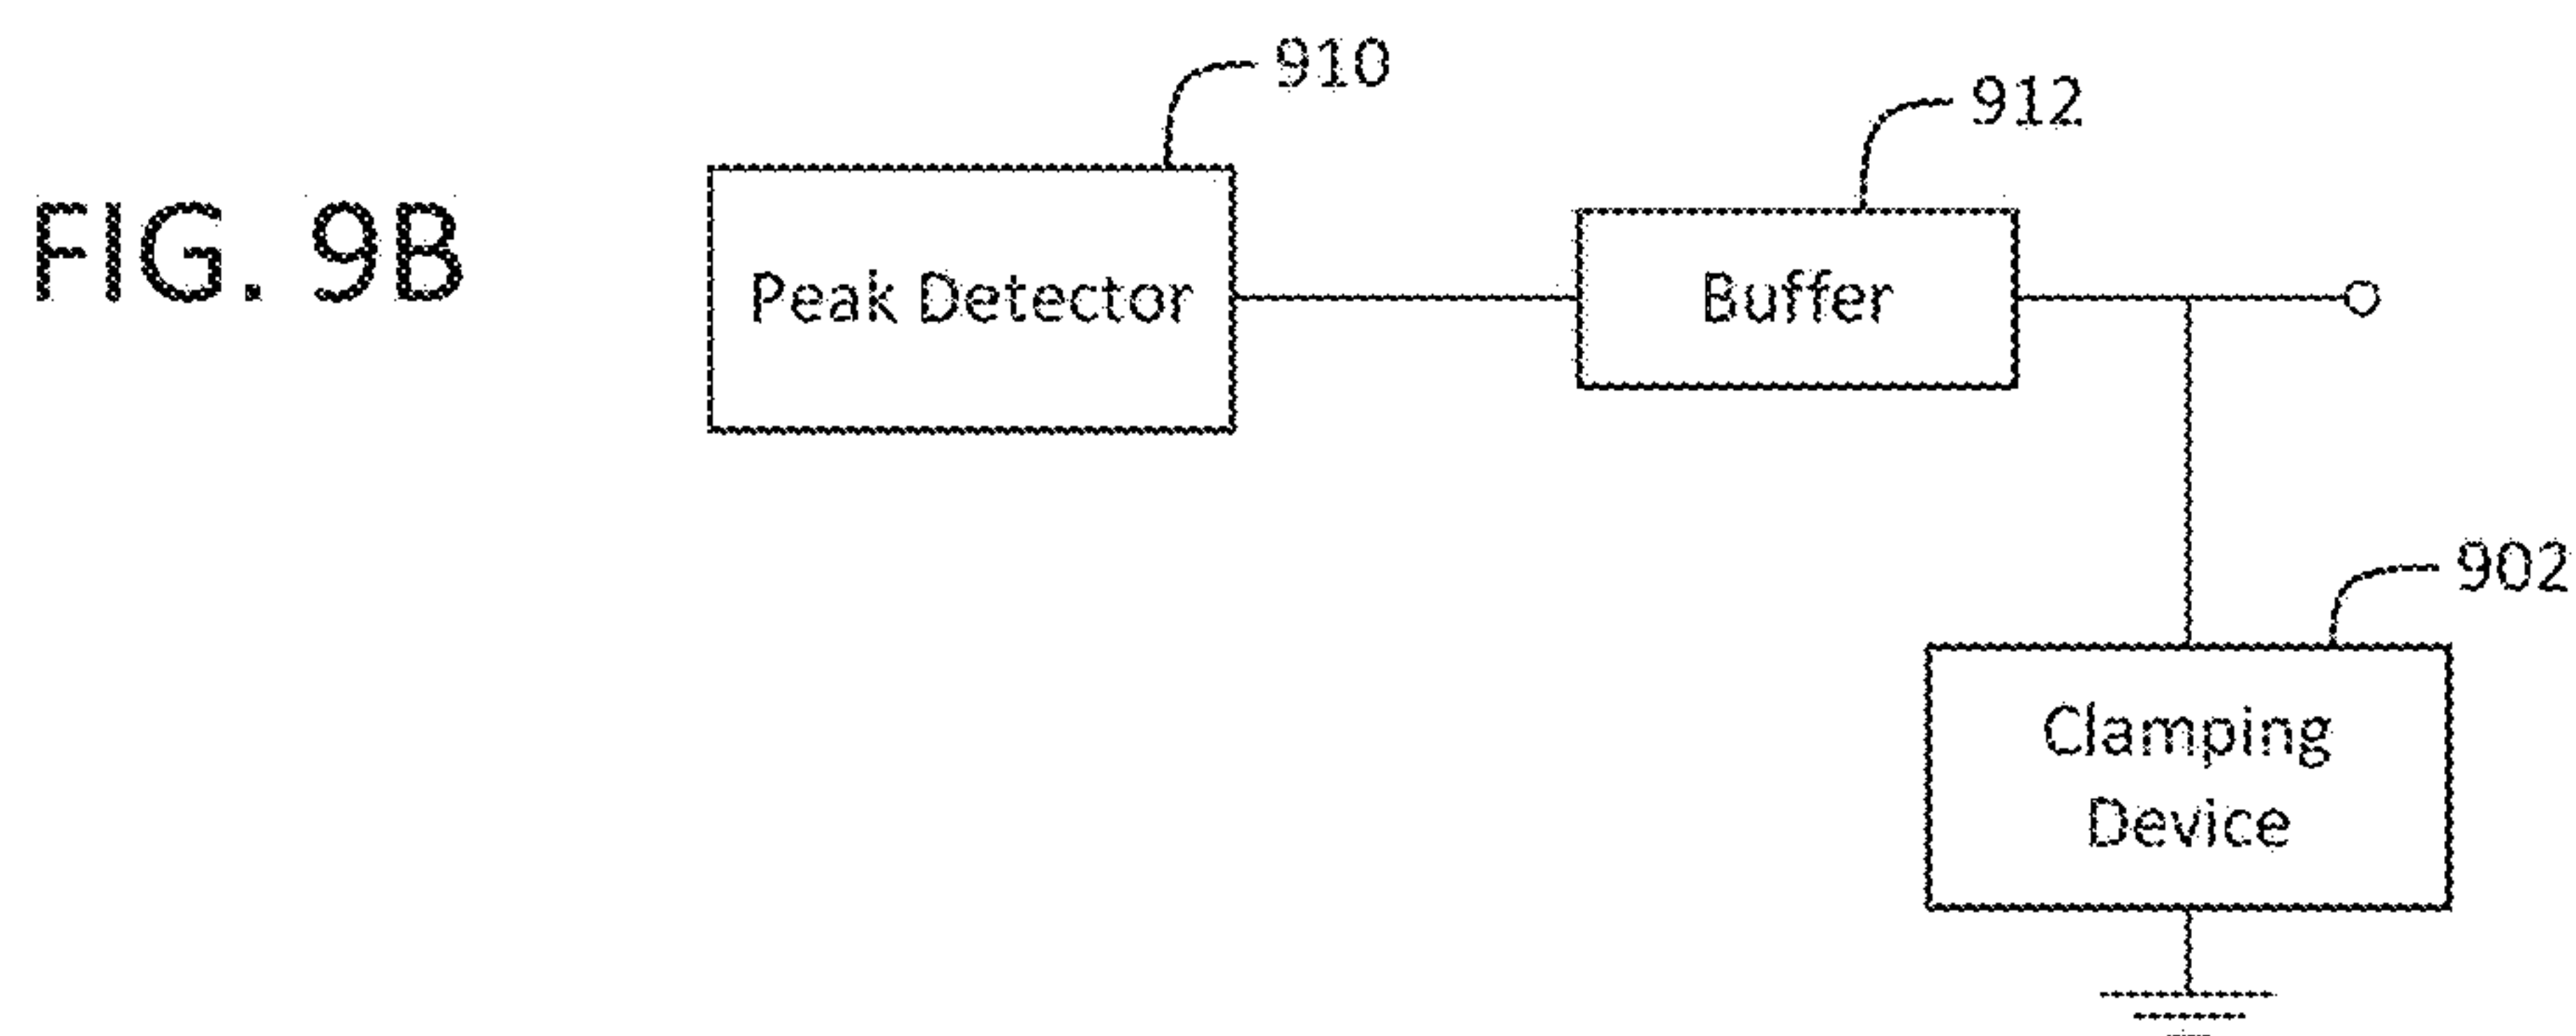 FIG. 9B
910
912
Peak Detector
Buffer
902
Clamping
Device